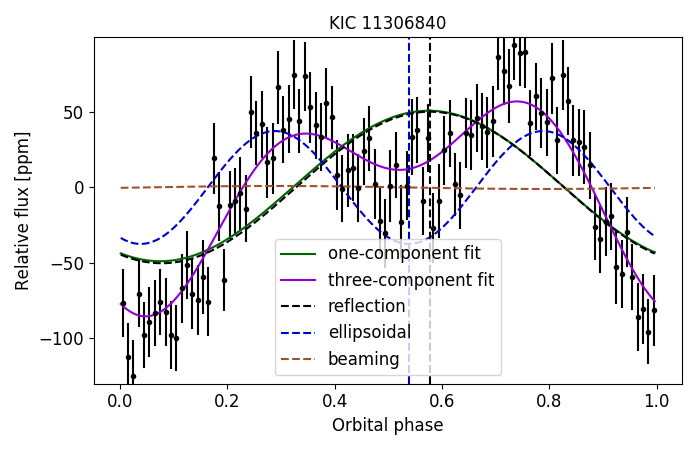 KIC 11306840
Relative flux [ppm]
50
0
−50
−100
one-component fit
three-component fit
reflection
ellipsoidal
beaming
0.0 0.2 0.4 0.6 0.8 1.0
Orbital phase